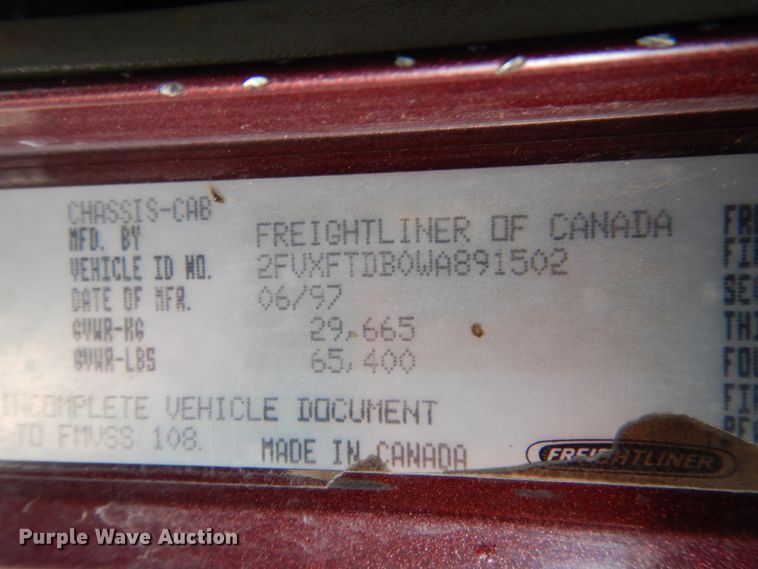 CHASSIS-CAB
MFD. BY FREIGHTLINER OF CANADA
VEHICLE ID NO. 2FVXFTDB0WA891502
DATE OF MFR. 06/97
GVWR-KG 29,665
GVWR-LBS 65,400
INCOMPLETE VEHICLE DOCUMENT
TO FMVSS 108.
MADE IN CANADA
FREIGHTLINER
Purple Wave Auction